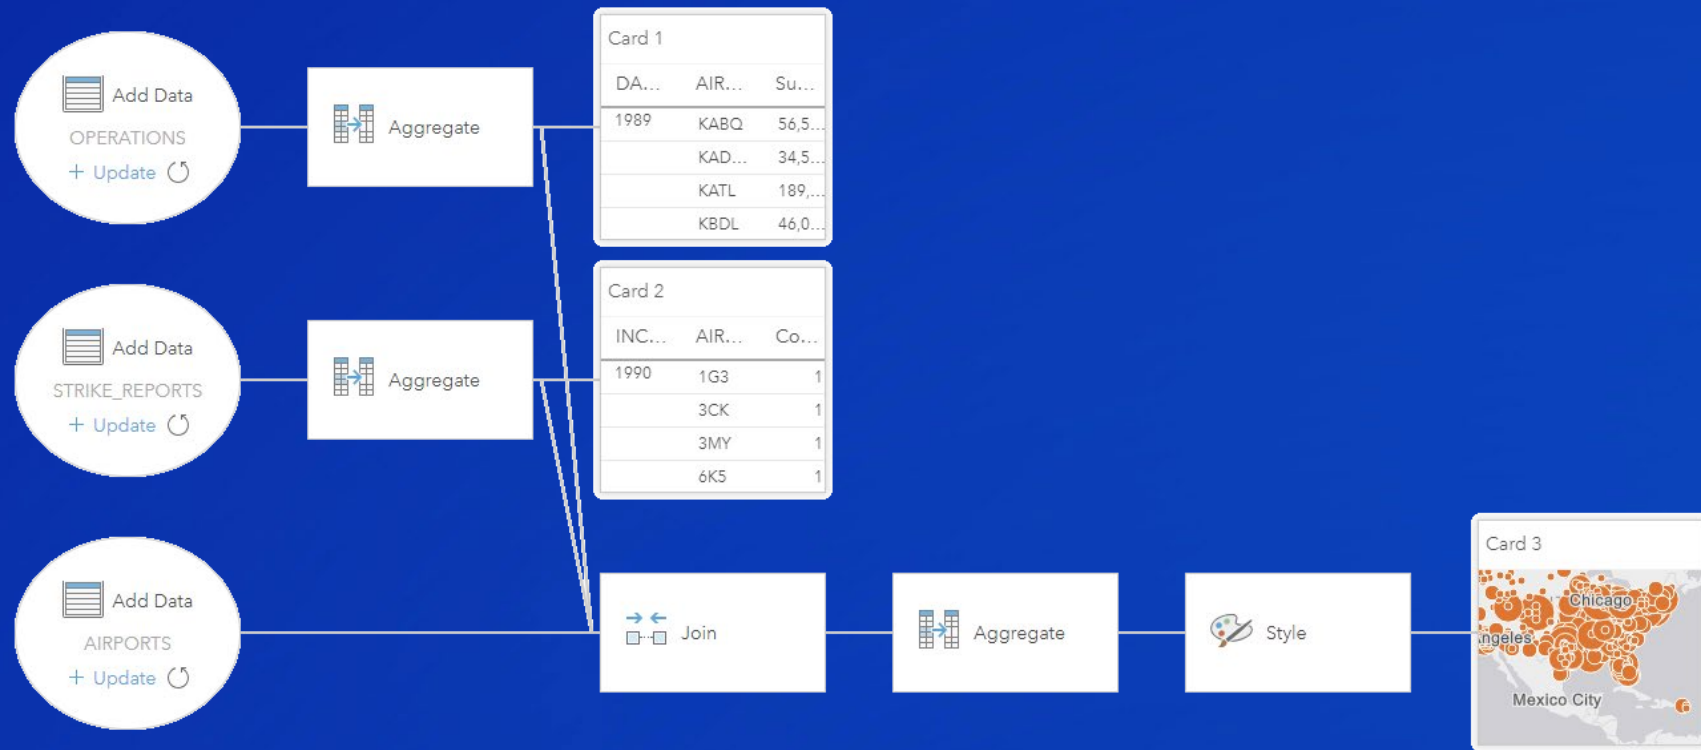 Add Data
OPERATIONS
+ Update
Aggregate
Card 1
DA... AIR... Su...
1989 KABQ 56,5...
KAD... 34,5...
KATL 189,...
KBDL 46,0...
Add Data
STRIKE_REPORTS
+ Update
Aggregate
Card 2
INC... AIR... Co...
1990 1G3 1
3CK 1
3MY 1
6K5 1
Add Data
AIRPORTS
+ Update
Join
Aggregate
Style
Card 3
Chicago
ngeles
Mexico City